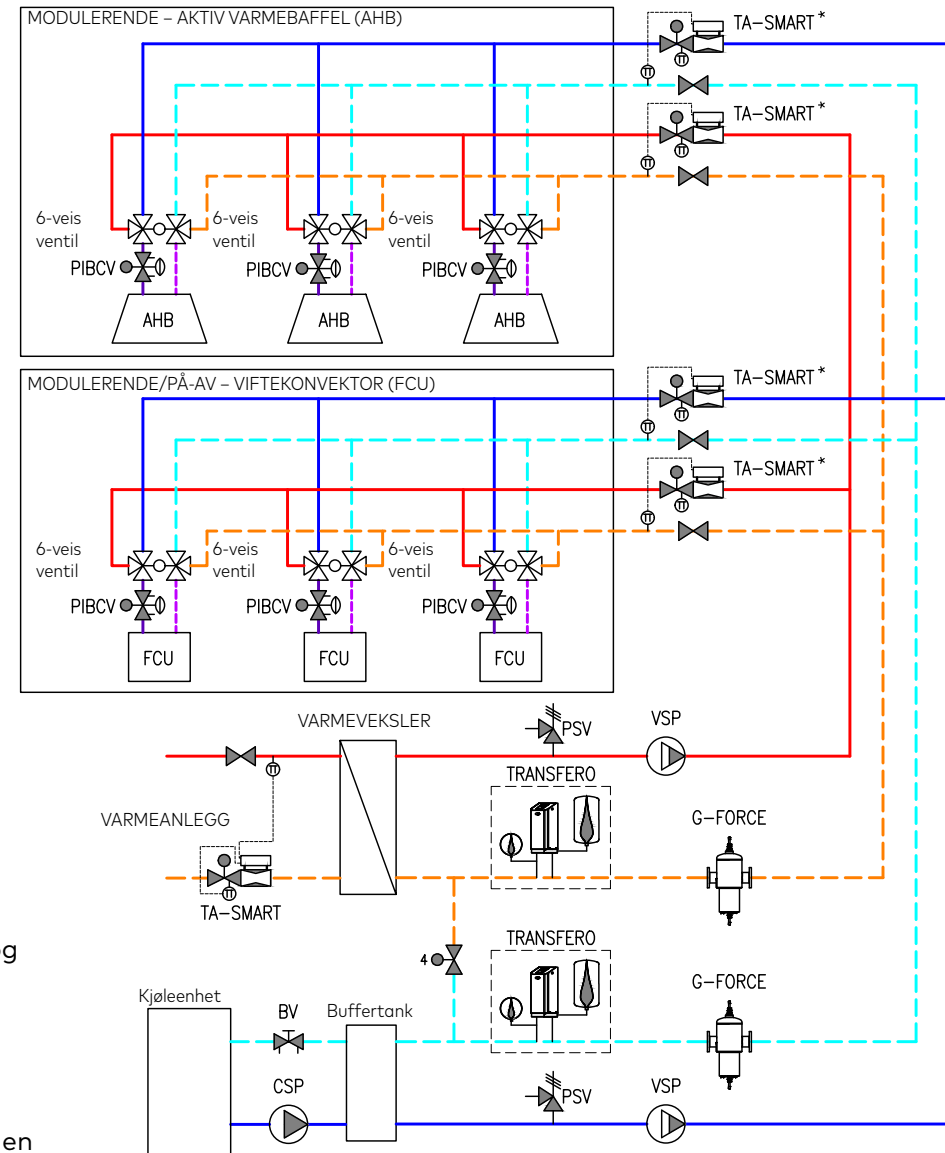 MODULERENDE – AKTIV VARMEBAFFEL (AHB)
TA-SMART *
TA-SMART *
6-veis
ventil
6-veis
ventil
6-veis
ventil
PIBCV
PIBCV
PIBCV
AHB
AHB
AHB
MODULERENDE/PÅ-AV – VIFTEKONVEKTOR (FCU)
TA-SMART *
TA-SMART *
6-veis
ventil
6-veis
ventil
6-veis
ventil
PIBCV
PIBCV
PIBCV
FCU
FCU
FCU
VARMEVEKSLER
PSV
VSP
TRANSFERO
G-FORCE
VARMEANLEGG
TA-SMART
4
TRANSFERO
G-FORCE
Kjøleenhet
BV
Buffertank
CSP
PSV
VSP
en